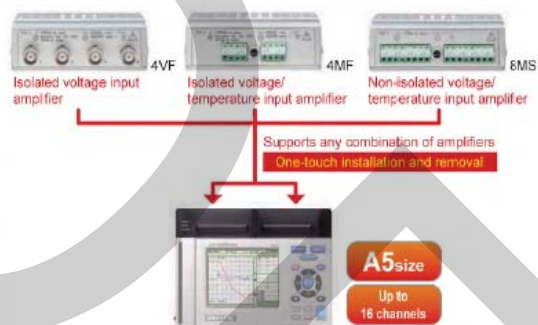 4VF
4MF
8MS
Isolated voltage input
amplifier
Isolated voltage/
temperature input amplifier
Non-isolated voltage/
temperature input amplifier
Supports any combination of amplifiers
One-touch installation and removal
A5size
Up to
16 channels